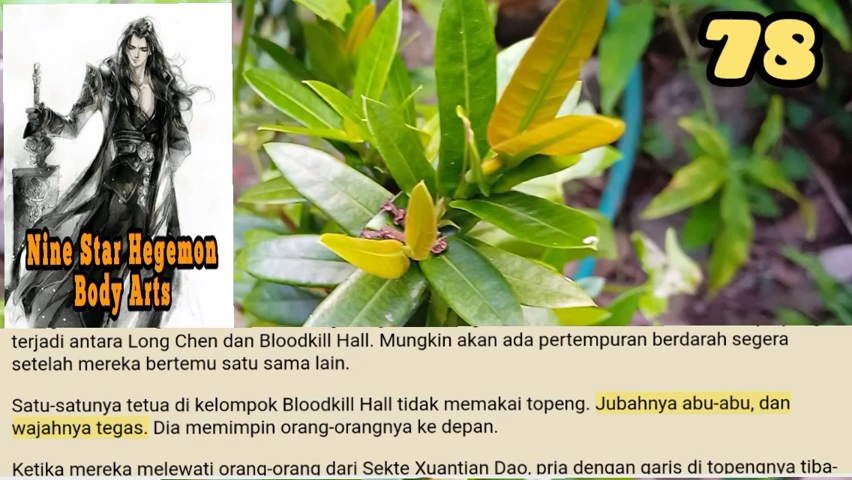 78
Nine Star Hegemon
Body Arts
terjadi antara Long Chen dan Bloodkill Hall. Mungkin akan ada pertempuran berdarah segera
setelah mereka bertemu satu sama lain.
Satu-satunya tetua di kelompok Bloodkill Hall tidak memakai topeng. Jubahnya abu-abu, dan
wajahnya tegas. Dia memimpin orang-orangnya ke depan.
Ketika mereka melewati orang-orang dari Sekte Xuantian Dao, pria dengan garis di topengnya tiba-